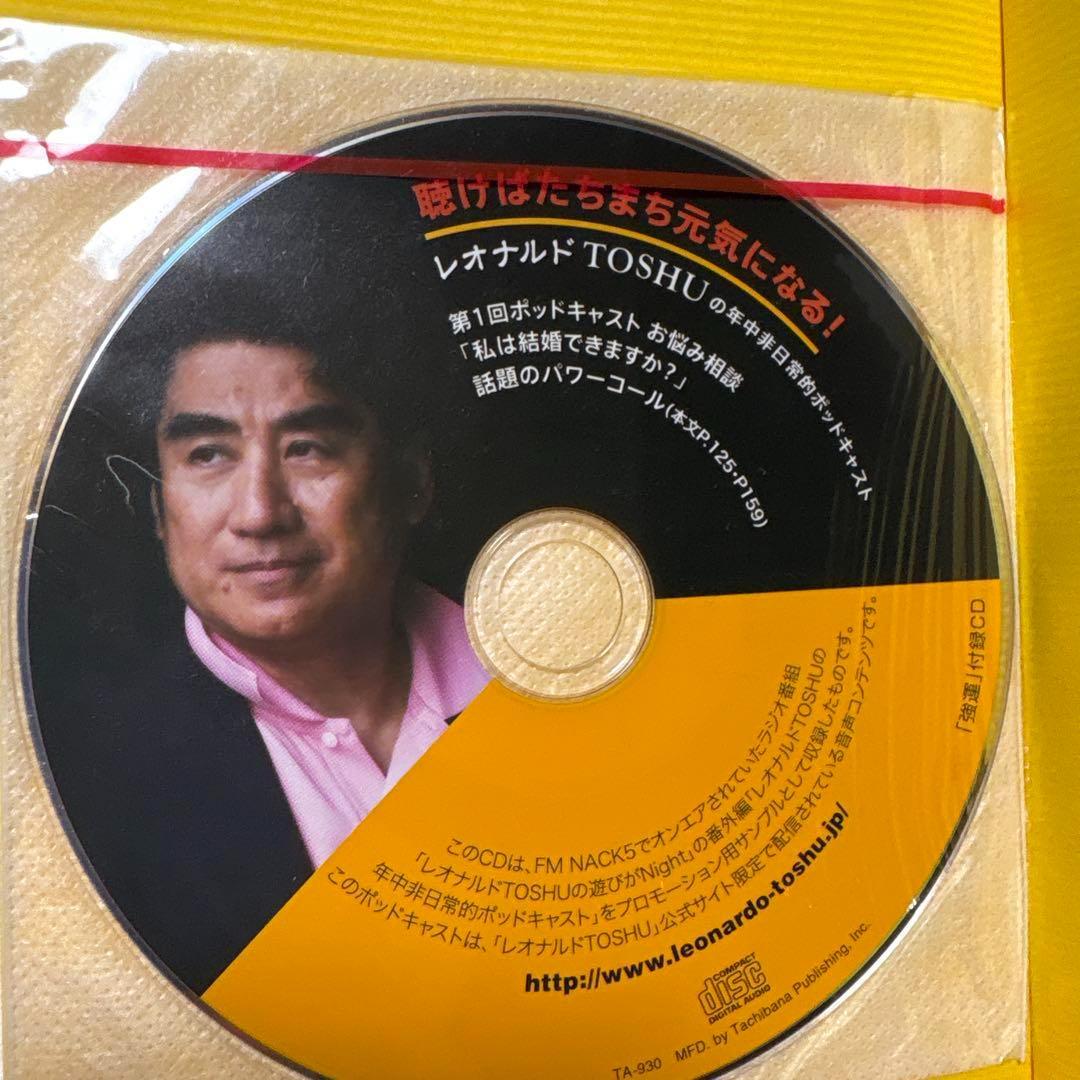 聴けばたちまち元気になる!
レオナルド TOSHU の年中非日常的ポッドキャスト
第1回ポッドキャスト お悩み相談
「私は結婚できますか?」
話題のパワーコール(本文P.125・P159)
「強運」付録CD
このCDは、FM NACK5でオンエアされていたラジオ番組
「レオナルドTOSHUの遊びがNight」の番外編「レオナルドTOSHUの
年中非日常的ポッドキャスト」をプロモーション用サンプルとして収録したものです。
このポッドキャストは、「レオナルドTOSHU」公式サイト限定で配信されている音声コンテンツです。
http://www.leonardo-toshu.jp/
COMPACT
disc
DIGITAL AUDIO
TA-930 MFD. by Tachibana Publishing, Inc.